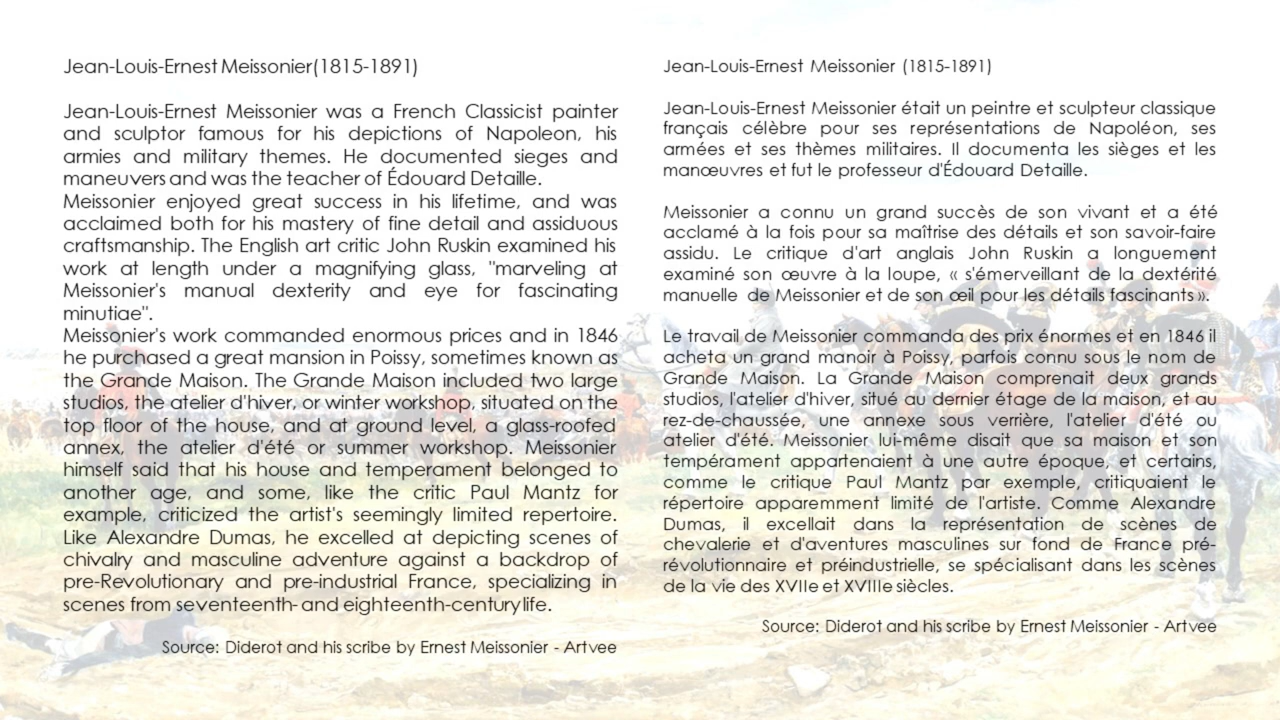 Jean-Louis-Ernest Meissonier(1815-1891)
Jean-Louis-Ernest Meissonier was a French Classicist painter
and sculptor famous for his depictions of Napoleon, his
armies and military themes. He documented sieges and
maneuvers and was the teacher of Édouard Detaille.
Meissonier enjoyed great success in his lifetime, and was
acclaimed both for his mastery of fine detail and assiduous
craftsmanship. The English art critic John Ruskin examined his
work at length under a magnifying glass, "marveling at
Meissonier's manual dexterity and eye for fascinating
minutiae".
Meissonier's work commanded enormous prices and in 1846
he purchased a great mansion in Poissy, sometimes known as
the Grande Maison. The Grande Maison included two large
studios, the atelier d'hiver, or winter workshop, situated on the
top floor of the house, and at ground level, a glass-roofed
annex, the atelier d'été or summer workshop. Meissonier
himself said that his house and temperament belonged to
another age, and some, like the critic Paul Mantz for
example, criticized the artist's seemingly limited repertoire.
Like Alexandre Dumas, he excelled at depicting scenes of
chivalry and masculine adventure against a backdrop of
pre-Revolutionary and pre-industrial France, specializing in
scenes from seventeenth- and eighteenth-century life.
Source: Diderot and his scribe by Ernest Meissonier - Artvee
Jean-Louis-Ernest Meissonier (1815-1891)
Jean-Louis-Ernest Meissonier était un peintre et sculpteur classique
français célèbre pour ses représentations de Napoléon, ses
armées et ses thèmes militaires. Il documenta les sièges et les
manœuvres et fut le professeur d'Édouard Detaille.
Meissonier a connu un grand succès de son vivant et a été
acclamé à la fois pour sa maîtrise des détails et son savoir-faire
assidu. Le critique d'art anglais John Ruskin a longuement
examiné son œuvre à la loupe, « s'émerveillant de la dextérité
manuelle de Meissonier et de son œil pour les détails fascinants ».
Le travail de Meissonier commanda des prix énormes et en 1846 il
acheta un grand manoir à Poissy, parfois connu sous le nom de
Grande Maison. La Grande Maison comprenait deux grands
studios, l'atelier d'hiver, situé au dernier étage de la maison, et au
rez-de-chaussée, une annexe sous verrière, l'atelier d'été ou
atelier d'été. Meissonier lui-même disait que sa maison et son
tempérament appartenaient à une autre époque, et certains,
comme le critique Paul Mantz par exemple, critiquaient le
répertoire apparemment limité de l'artiste. Comme Alexandre
Dumas, il excellait dans la représentation de scènes de
chevalerie et d'aventures masculines sur fond de France pré-
révolutionnaire et préindustrielle, se spécialisant dans les scènes
de la vie des XVIIe et XVIIIe siècles.
Source: Diderot and his scribe by Ernest Meissonier - Artvee